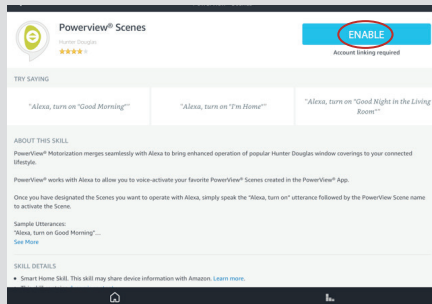 Powerview® Scenes
Hunter Douglas
ENABLE
Account linking required
TRY SAYING
"Alexa, turn on "Good Morning""
"Alexa, turn on "I'm Home""
"Alexa, turn on "Good Night in the Living
Room""
ABOUT THIS SKILL
PowerView® Motorization merges seamlessly with Alexa to bring enhanced operation of popular Hunter Douglas window coverings to your connected
lifestyle.
PowerView® works with Alexa to allow you to voice-activate your favorite PowerView® Scenes created in the PowerView® App.
Once you have designated the Scenes you want to operate with Alexa, simply speak the "Alexa, turn on" utterance followed by the PowerView Scene name
to activate the Scene.
Sample Utterances:
"Alexa, turn on "Good Morning"...
See More
SKILL DETAILS
• Smart Home Skill. This skill may share device information with Amazon. Learn more.